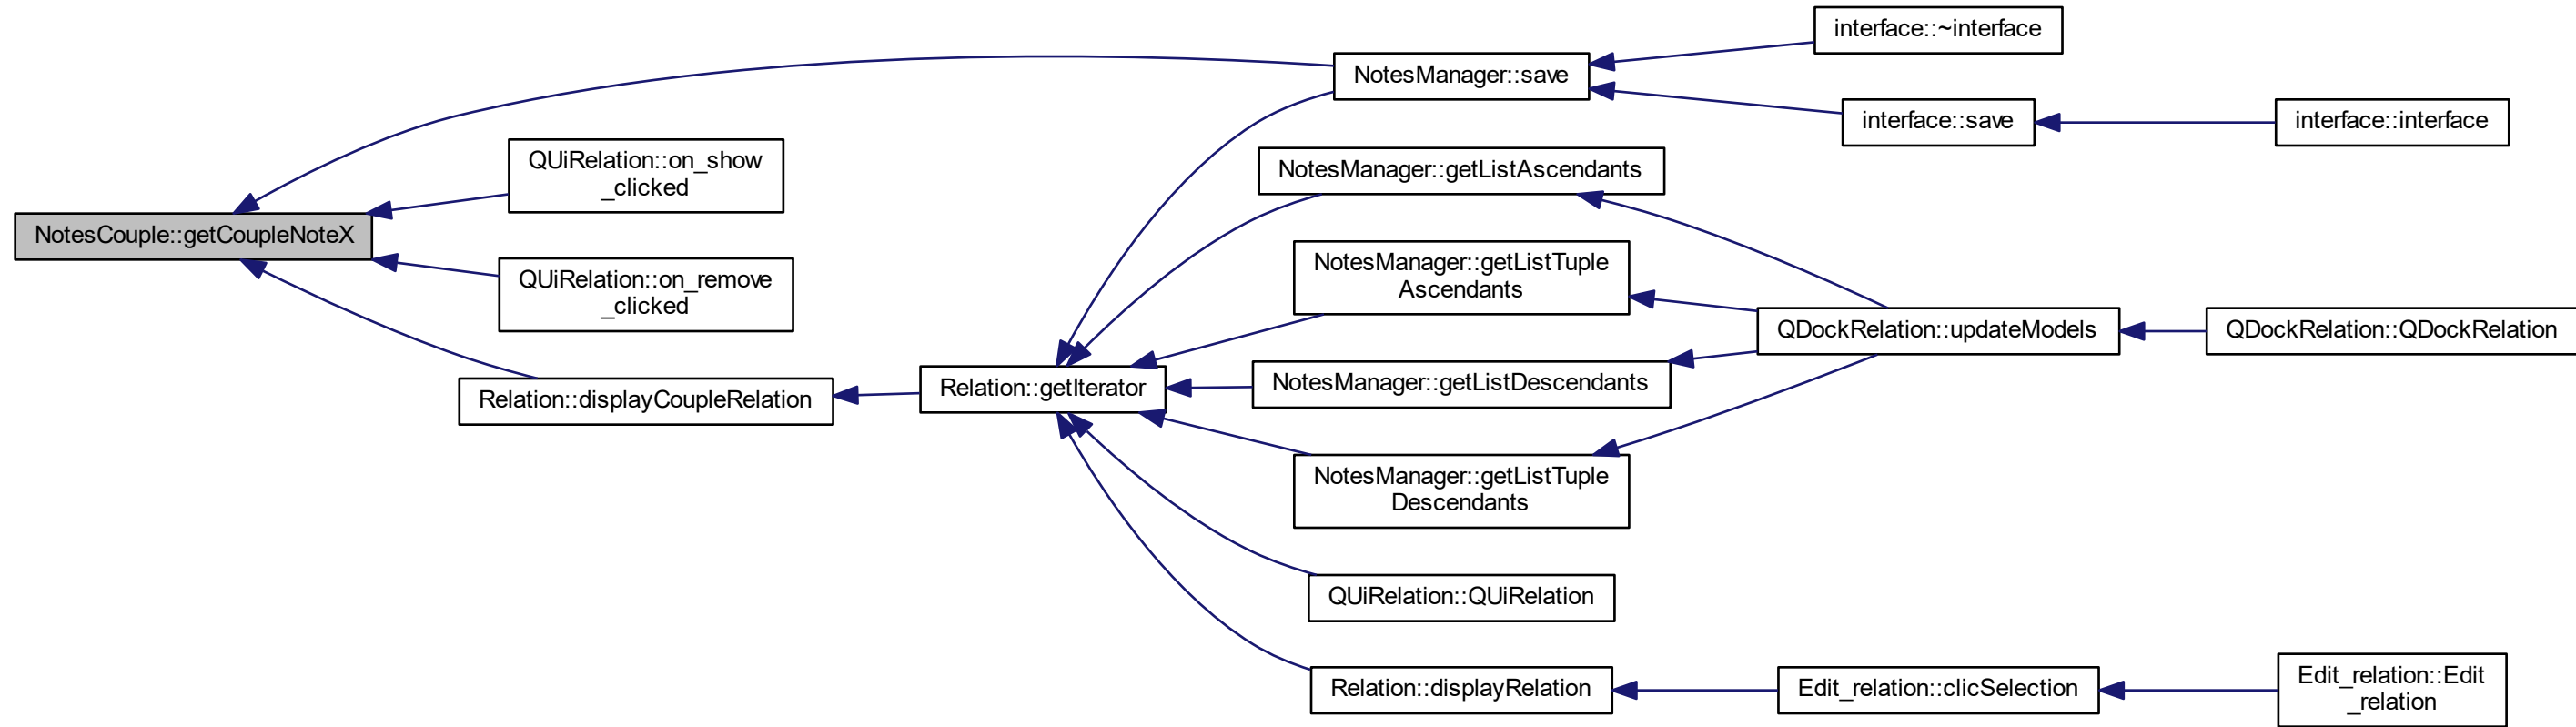 interface::~interface
NotesManager::save
interface::save
interface::interface
QUiRelation::on_show
_clicked
NotesManager::getListAscendants
NotesCouple::getCoupleNoteX
QUiRelation::on_remove
_clicked
NotesManager::getListTuple
Ascendants
QDockRelation::updateModels
QDockRelation::QDockRelation
Relation::displayCoupleRelation
Relation::getIterator
NotesManager::getListDescendants
NotesManager::getListTuple
Descendants
QUiRelation::QUiRelation
Relation::displayRelation
Edit_relation::clicSelection
Edit_relation::Edit
_relation